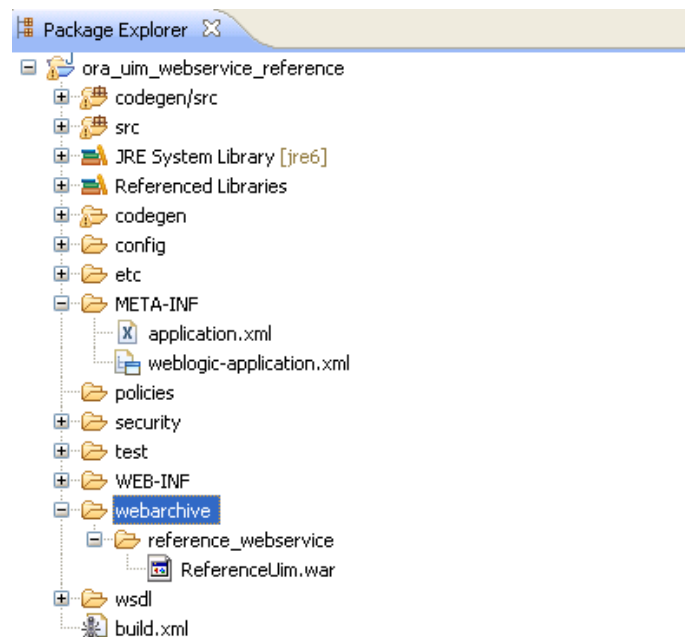 Package Explorer
ora_uim_webservice_reference
codegen/src
src
JRE System Library [jre6]
Referenced Libraries
codegen
config
etc
META-INF
application.xml
weblogic-application.xml
policies
security
test
WEB-INF
webarchive
reference_webservice
ReferenceUim.war
wsdl
build.xml